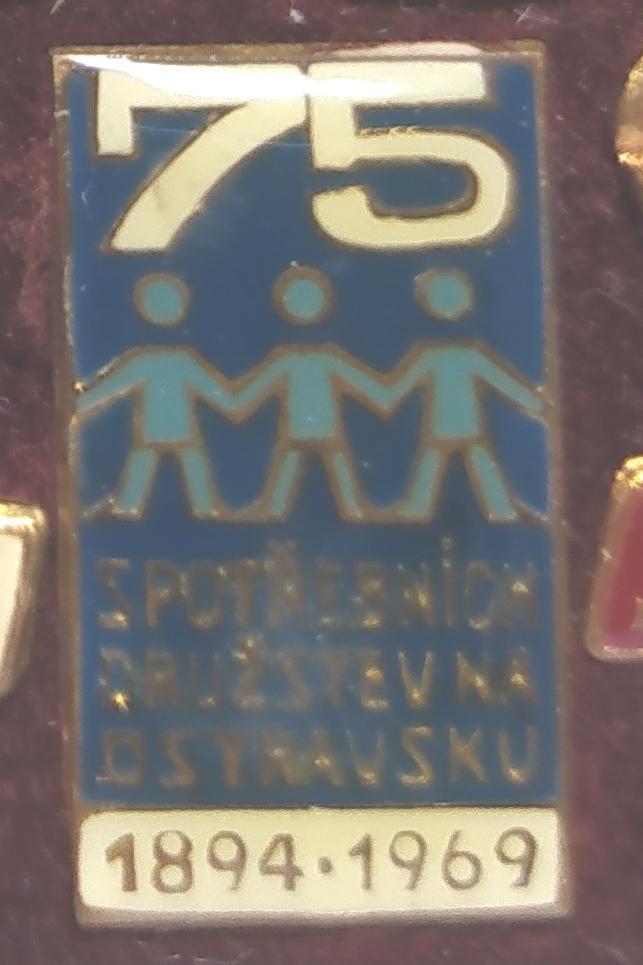 75
SPOTŘEBNÍCH
DRUŽSTEV NA
OSTRAVSKU
1894·1969